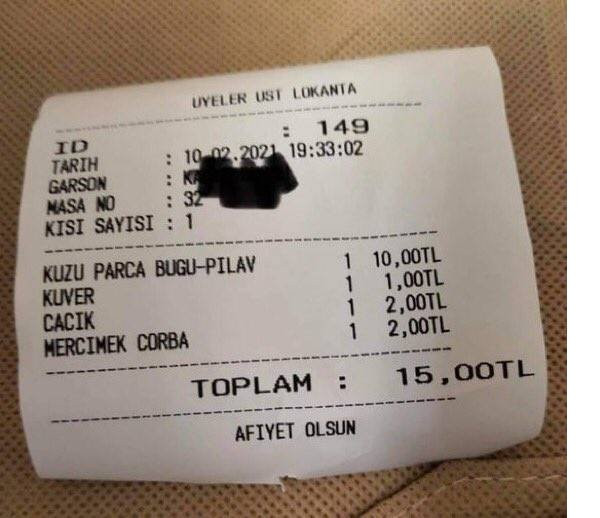 UYELER UST LOKANTA
ID : 149
TARIH : 10.02.2021 19:33:02
GARSON :
MASA NO : 32
KISI SAYISI : 1
KUZU PARCA BUGU-PILAV 1 10,00TL
KUVER 1 1,00TL
CACIK 1 2,00TL
MERCIMEK CORBA 1 2,00TL
TOPLAM : 15,00TL
AFIYET OLSUN